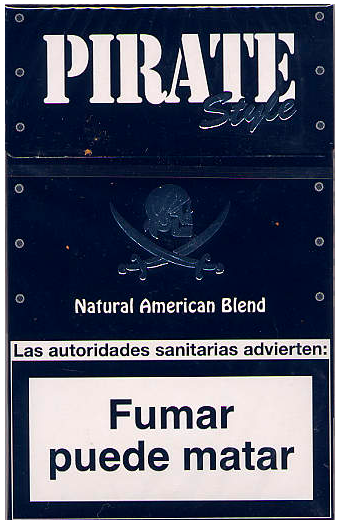 PIRATE
Style
Natural American Blend
Las autoridades sanitarias advierten:
Fumar
puede matar